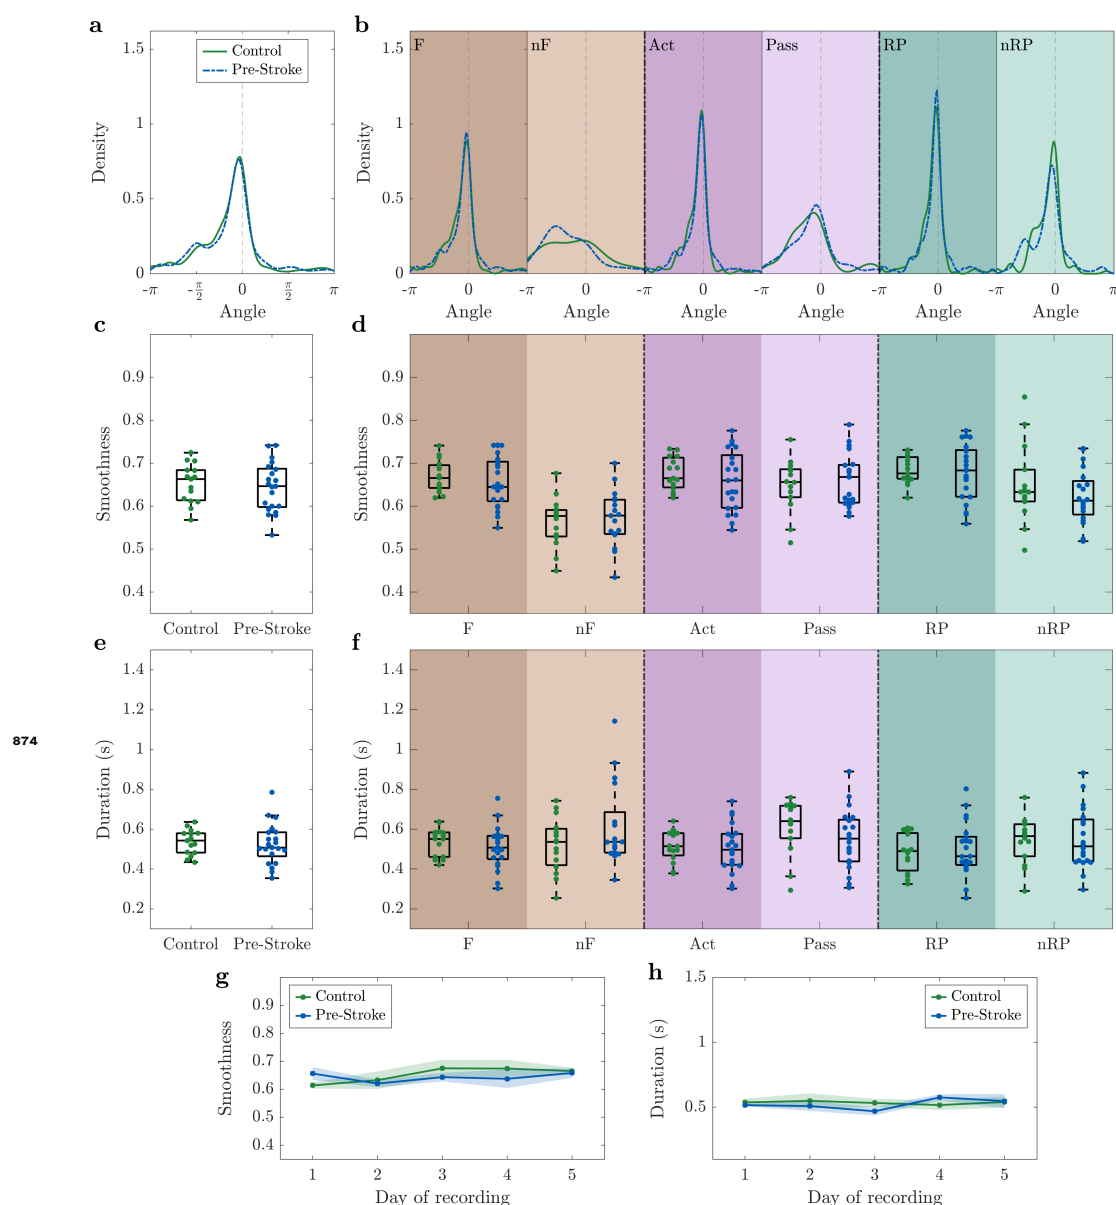 a
b
1.5
1
0.5
0
Density
Control
Pre-Stroke
-π
-π/2
0
π/2
π
Angle
1.5
1
0.5
0
Density
F
nF
Act
Pass
RP
nRP
-π
0
-π
0
-π
0
-π
0
-π
0
-π
0
π
Angle
Angle
Angle
Angle
Angle
Angle
c
d
0.9
0.8
0.7
0.6
0.5
0.4
Smoothness
Control
Pre-Stroke
0.9
0.8
0.7
0.6
0.5
0.4
Smoothness
F
nF
Act
Pass
RP
nRP
e
f
1.4
1.2
1
0.8
0.6
0.4
0.2
Duration (s)
Control
Pre-Stroke
1.4
1.2
1
0.8
0.6
0.4
0.2
Duration (s)
F
nF
Act
Pass
RP
nRP
874
g
h
0.9
0.8
0.7
0.6
0.5
0.4
Smoothness
Control
Pre-Stroke
1
2
3
4
5
Day of recording
1.5
1
0.5
Duration (s)
Control
Pre-Stroke
1
2
3
4
5
Day of recording